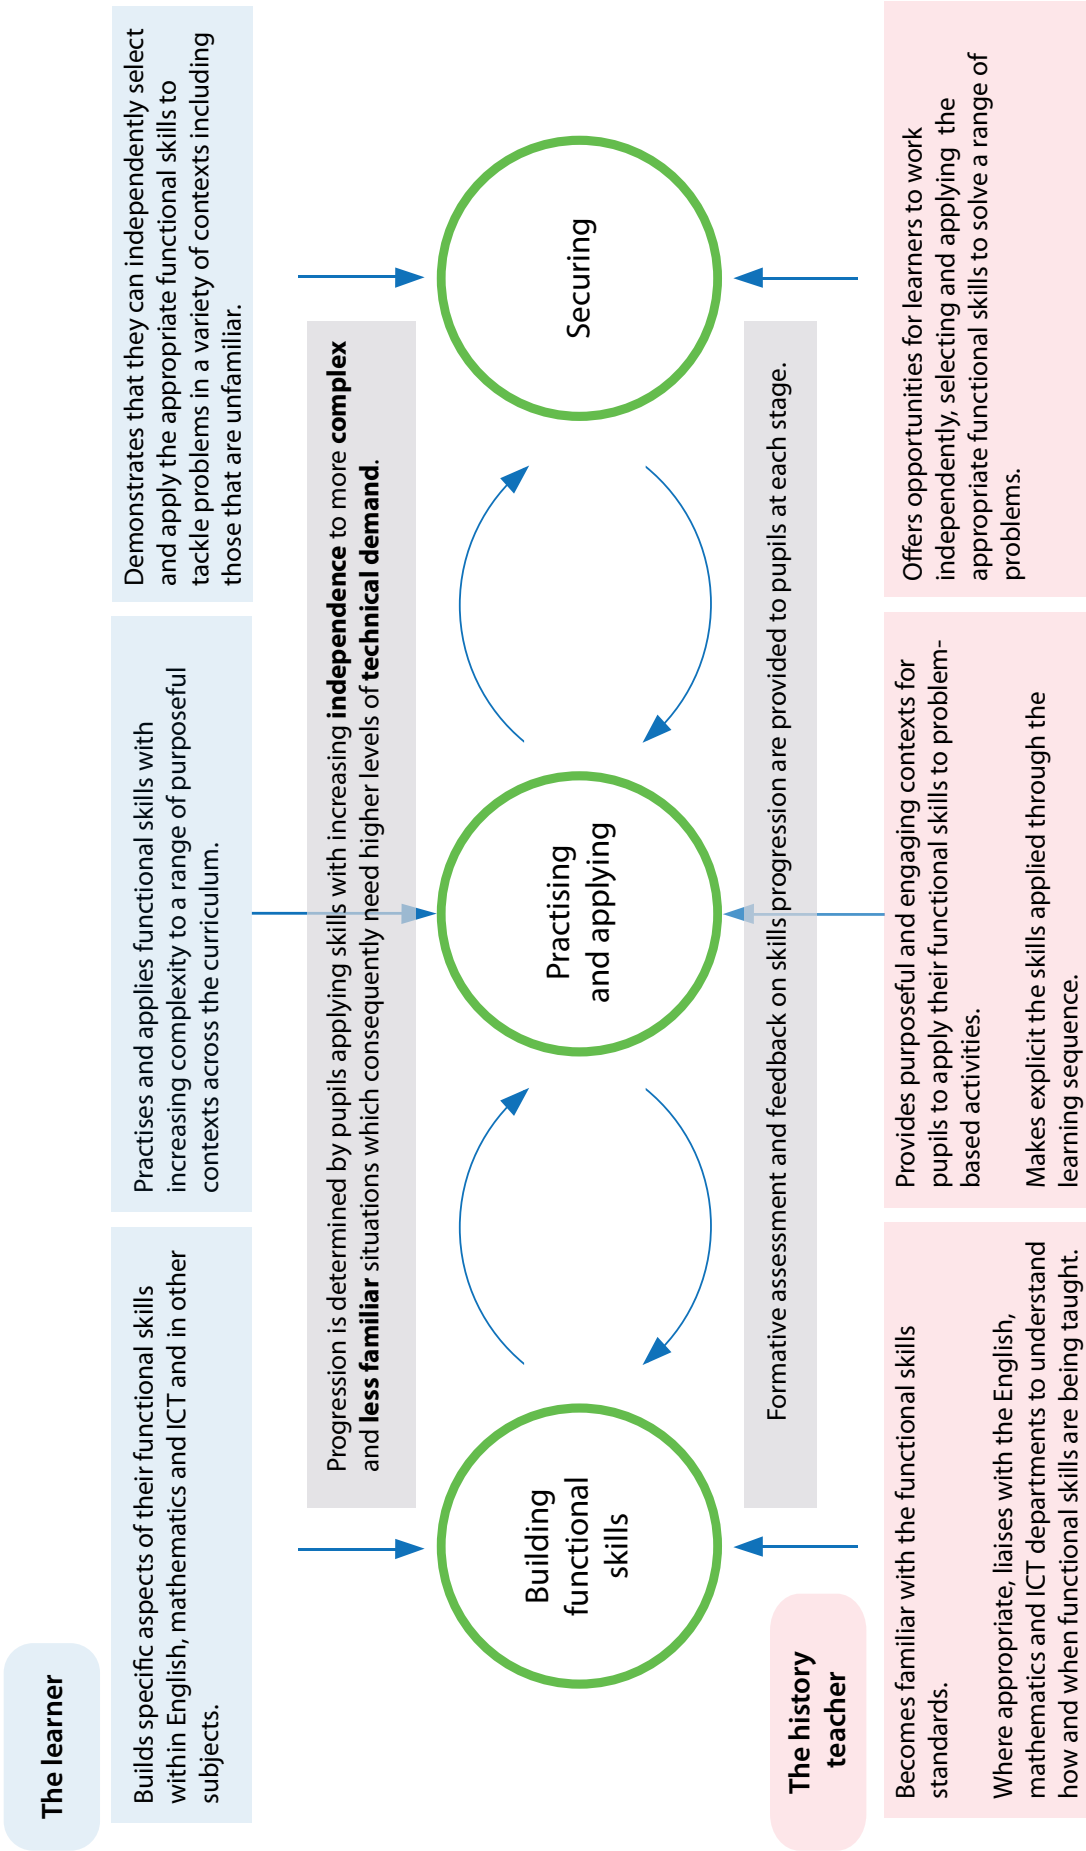 The learner
Builds specific aspects of their functional skills
within English, mathematics and ICT and in other
subjects.
Practises and applies functional skills with
increasing complexity to a range of purposeful
contexts across the curriculum.
Demonstrates that they can independently select
and apply the appropriate functional skills to
tackle problems in a variety of contexts including
those that are unfamiliar.
Progression is determined by pupils applying skills with increasing independence to more complex
and less familiar situations which consequently need higher levels of technical demand.
Building
functional
skills
Practising
and applying
Securing
Formative assessment and feedback on skills progression are provided to pupils at each stage.
The history
teacher
Becomes familiar with the functional skills
standards.
Where appropriate, liaises with the English,
mathematics and ICT departments to understand
how and when functional skills are being taught.
Provides purposeful and engaging contexts for
pupils to apply their functional skills to problem-
based activities.
Makes explicit the skills applied through the
learning sequence.
Offers opportunities for learners to work
independently, selecting and applying the
appropriate functional skills to solve a range of
problems.